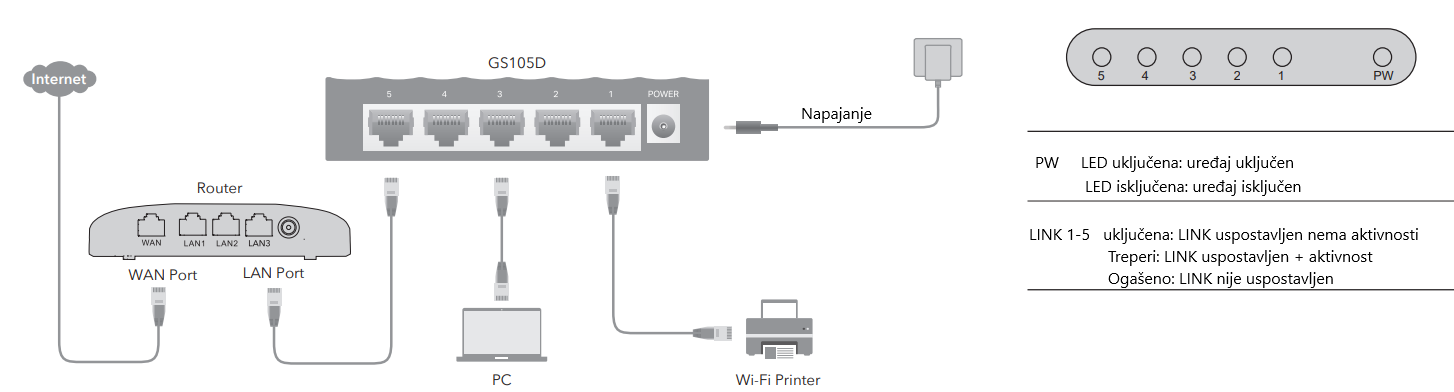 Internet
GS105D
5 4 3 2 1 POWER
Napajanje
Router
WAN LAN1 LAN2 LAN3
WAN Port LAN Port
PC
Wi-Fi Printer
5 4 3 2 1 PW
PW LED uključena: uređaj uključen
LED isključena: uređaj isključen
LINK 1-5 uključena: LINK uspostavljen nema aktivnosti
Treperi: LINK uspostavljen + aktivnost
Ogašeno: LINK nije uspostavljen